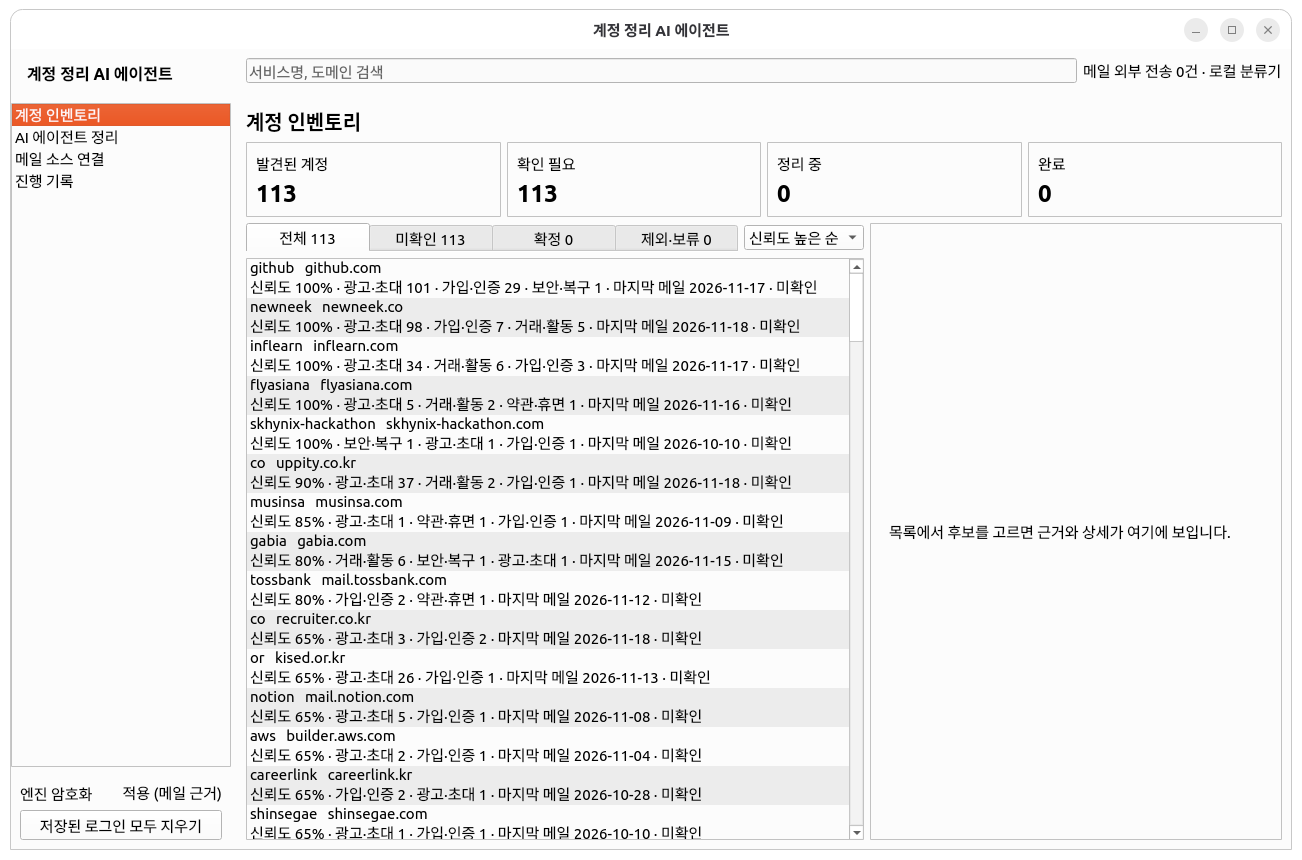 계정 정리 AI 에이전트
계정 정리 AI 에이전트
서비스명, 도메인 검색
메일 외부 전송 0건 · 로컬 분류기
계정 인벤토리
AI 에이전트 정리
메일 소스 연결
진행 기록
계정 인벤토리
발견된 계정
113
확인 필요
113
정리 중
0
완료
0
전체 113
미확인 113
확정 0
제외·보류 0
신뢰도 높은 순
github github.com
신뢰도 100% · 광고·초대 101 · 가입·인증 29 · 보안·복구 1 · 마지막 메일 2026-11-17 · 미확인
newneek newneek.co
신뢰도 100% · 광고·초대 98 · 가입·인증 7 · 거래·활동 5 · 마지막 메일 2026-11-18 · 미확인
inflearn inflearn.com
신뢰도 100% · 광고·초대 34 · 거래·활동 6 · 가입·인증 3 · 마지막 메일 2026-11-17 · 미확인
flyasiana flyasiana.com
신뢰도 100% · 광고·초대 5 · 거래·활동 2 · 약관·휴면 1 · 마지막 메일 2026-11-16 · 미확인
skhynix-hackathon skhynix-hackathon.com
신뢰도 100% · 보안·복구 1 · 광고·초대 1 · 가입·인증 1 · 마지막 메일 2026-10-10 · 미확인
co uppity.co.kr
신뢰도 90% · 광고·초대 37 · 거래·활동 2 · 가입·인증 1 · 마지막 메일 2026-11-18 · 미확인
musinsa musinsa.com
신뢰도 85% · 광고·초대 1 · 약관·휴면 1 · 가입·인증 1 · 마지막 메일 2026-11-09 · 미확인
gabia gabia.com
신뢰도 80% · 거래·활동 6 · 보안·복구 1 · 광고·초대 1 · 마지막 메일 2026-11-15 · 미확인
tossbank mail.tossbank.com
신뢰도 80% · 가입·인증 2 · 약관·휴면 1 · 마지막 메일 2026-11-12 · 미확인
co recruiter.co.kr
신뢰도 65% · 광고·초대 3 · 가입·인증 2 · 마지막 메일 2026-11-18 · 미확인
or kised.or.kr
신뢰도 65% · 광고·초대 26 · 가입·인증 1 · 마지막 메일 2026-11-13 · 미확인
notion mail.notion.com
신뢰도 65% · 광고·초대 5 · 가입·인증 1 · 마지막 메일 2026-11-08 · 미확인
aws builder.aws.com
신뢰도 65% · 광고·초대 2 · 가입·인증 1 · 마지막 메일 2026-11-04 · 미확인
careerlink careerlink.kr
신뢰도 65% · 가입·인증 2 · 광고·초대 1 · 마지막 메일 2026-10-28 · 미확인
shinsegae shinsegae.com
신뢰도 65% · 광고·초대 1 · 가입·인증 1 · 마지막 메일 2026-10-10 · 미확인
목록에서 후보를 고르면 근거와 상세가 여기에 보입니다.
엔진 암호화
적용 (메일 근거)
저장된 로그인 모두 지우기